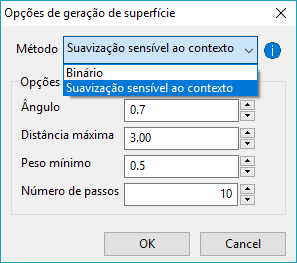 Opções de geração de superfície
Método Suavização sensível ao contexto
Binário
Suavização sensível ao contexto
Opções
Ângulo 0.7
Distância máxima 3.00
Peso mínimo 0.5
Número de passos 10
OK Cancel